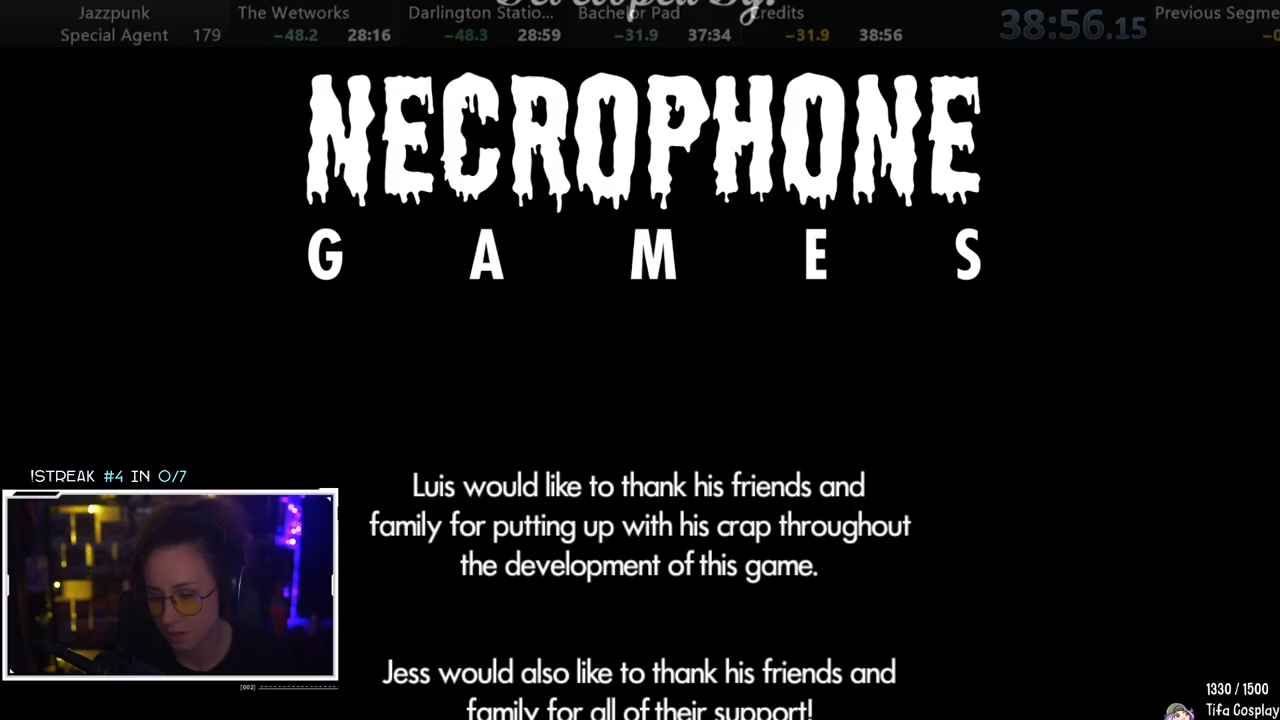 Developed By:
Jazzpunk
Special Agent 179
The Wetworks
−48.2 28:16
Darlington Statio...
−48.3 28:59
Bachelor Pad
−31.9 37:34
Credits
−31.9 38:56
38:56.15
Previous Segme
NECROPHONE
GAMES
Luis would like to thank his friends and
family for putting up with his crap throughout
the development of this game.
Jess would also like to thank his friends and
family for all of their support!
!STREAK #4 IN 0/7
[002]
1330 / 1500
Tifa Cosplay